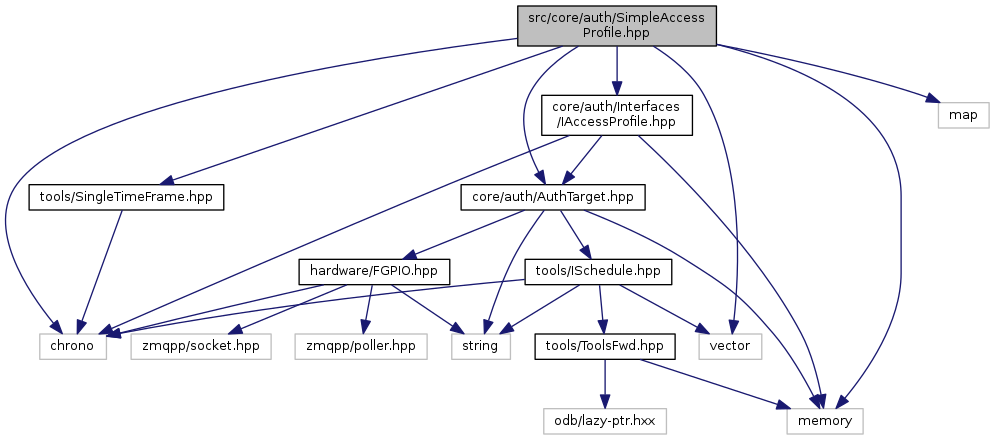 src/core/auth/SimpleAccess
Profile.hpp
core/auth/Interfaces
/IAccessProfile.hpp
map
tools/SingleTimeFrame.hpp
core/auth/AuthTarget.hpp
hardware/FGPIO.hpp
tools/ISchedule.hpp
chrono
zmqpp/socket.hpp
zmqpp/poller.hpp
string
tools/ToolsFwd.hpp
vector
odb/lazy-ptr.hxx
memory